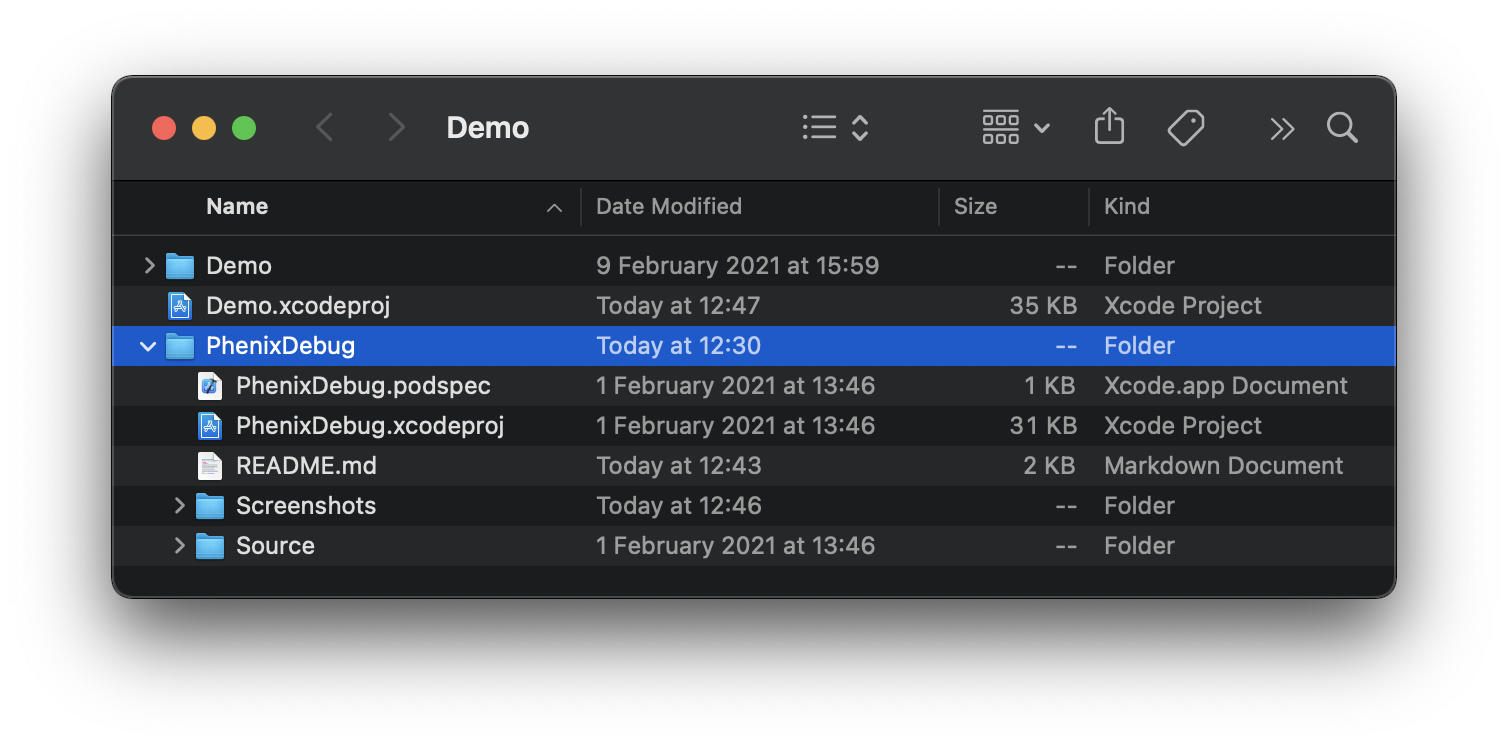 Demo
Name Date Modified Size Kind
Demo 9 February 2021 at 15:59 -- Folder
Demo.xcodeproj Today at 12:47 35 KB Xcode Project
PhenixDebug Today at 12:30 -- Folder
PhenixDebug.podspec 1 February 2021 at 13:46 1 KB Xcode.app Document
PhenixDebug.xcodeproj 1 February 2021 at 13:46 31 KB Xcode Project
README.md Today at 12:43 2 KB Markdown Document
Screenshots Today at 12:46 -- Folder
Source 1 February 2021 at 13:46 -- Folder